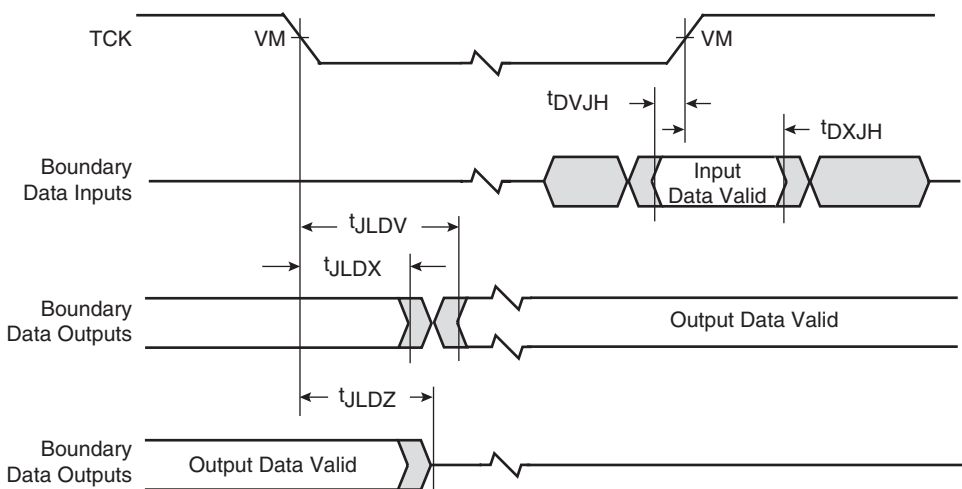 TCK
VM
VM
tDVJH
tDXJH
Boundary
Data Inputs
Input
Data Valid
tJLDV
tJLDX
Boundary
Data Outputs
Output Data Valid
tJLDZ
Boundary
Data Outputs
Output Data Valid